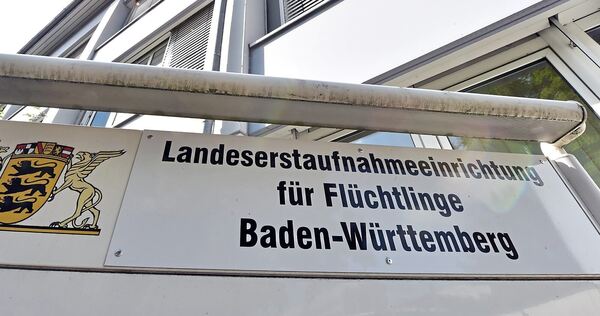 Landeserstaufnahmeeinrichtung
für Flüchtlinge
Baden-Württemberg